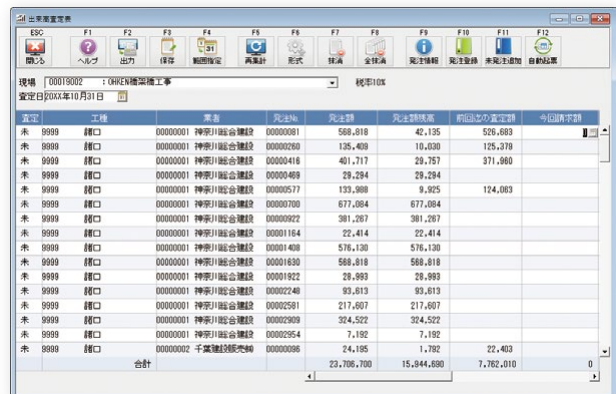 出来高査定表
ESC F1 F2 F3 F4 F5 F6 F7 F8 F9 F10 F11 F12
閉じる ヘルプ 出力 保存 範囲指定 再集計 形式 抹消 全抹消 発注情報 発注登録 未発注追加 自動起票
現場 00019002 :OHKEN橋架橋工事 税率10%
査定日 20XX年10月31日
査定 工種 業者 発注№ 発注額 発注額残高 前回迄の査定額 今回請求額
未 9999 諸口 00000001 神奈川総合建設 00000081 568,818 42,135 526,683
未 9999 諸口 00000001 神奈川総合建設 00000260 135,409 10,030 125,379
未 9999 諸口 00000001 神奈川総合建設 00000416 401,717 29,757 371,960
未 9999 諸口 00000001 神奈川総合建設 00000469 29,294 29,294
未 9999 諸口 00000001 神奈川総合建設 00000577 133,988 9,925 124,063
未 9999 諸口 00000001 神奈川総合建設 00000700 677,084 677,084
未 9999 諸口 00000001 神奈川総合建設 00000922 381,267 381,267
未 9999 諸口 00000001 神奈川総合建設 00001164 22,414 22,414
未 9999 諸口 00000001 神奈川総合建設 00001408 576,130 576,130
未 9999 諸口 00000001 神奈川総合建設 00001630 568,818 568,818
未 9999 諸口 00000001 神奈川総合建設 00001922 28,993 28,993
未 9999 諸口 00000001 神奈川総合建設 00002248 93,613 93,613
未 9999 諸口 00000001 神奈川総合建設 00002581 217,607 217,607
未 9999 諸口 00000001 神奈川総合建設 00002909 324,522 324,522
未 9999 諸口 00000001 神奈川総合建設 00002954 7,192 7,192
未 9999 諸口 00000002 千葉建設販売㈱ 00000096 24,195 1,792 22,403
合計 23,706,700 15,944,690 7,762,010 0